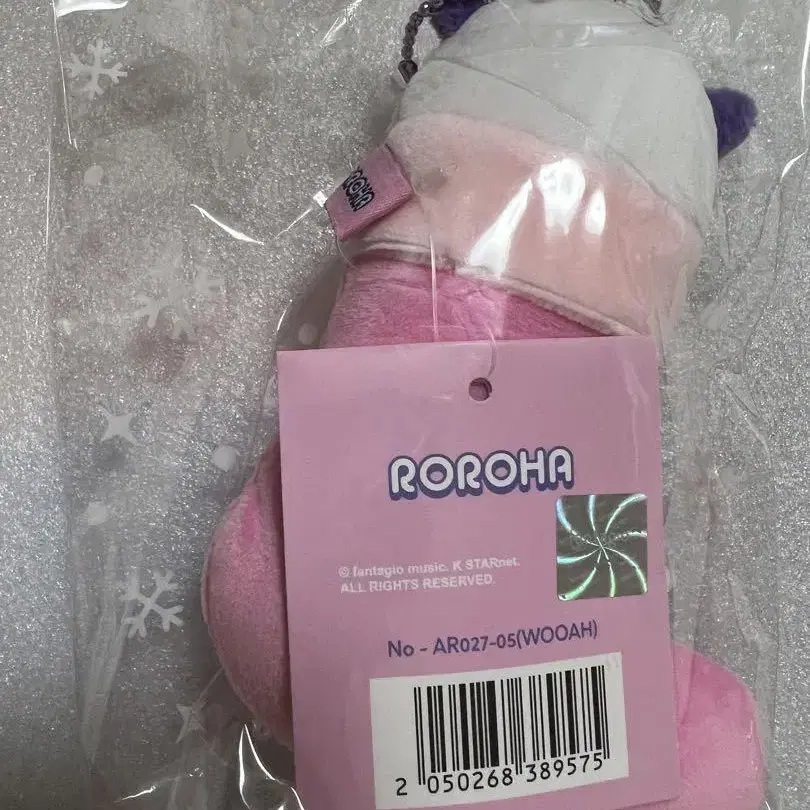 ROROHA
ROROHA
© fantagio music. K STARnet.
ALL RIGHTS RESERVED.
No - AR027-05(WOOAH)
2 050268 389575